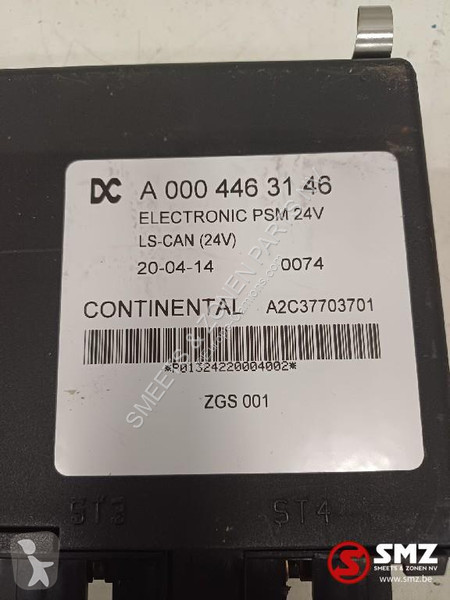 DC A 000 446 31 46
ELECTRONIC PSM 24V
LS-CAN (24V)
20-04-14 0074
CONTINENTAL A2C37703701
*P01324220004002*
ZGS 001
ST3 ST4
SMEETS & ZONEN PARTS
SMZ
SMEETS & ZONEN NV
www.smz.be